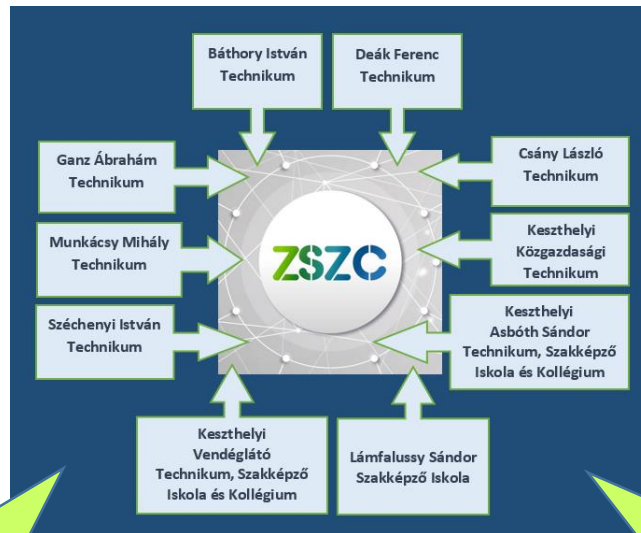 Báthory István
Technikum
Deák Ferenc
Technikum
Ganz Ábrahám
Technikum
Csány László
Technikum
Munkácsy Mihály
Technikum
ZSZC
Keszthelyi
Közgazdasági
Technikum
Széchenyi István
Technikum
Keszthelyi
Asbóth Sándor
Technikum, Szakképző
Iskola és Kollégium
Keszthelyi
Vendéglátó
Technikum, Szakképző
Iskola és Kollégium
Lámfalussy Sándor
Szakképző Iskola